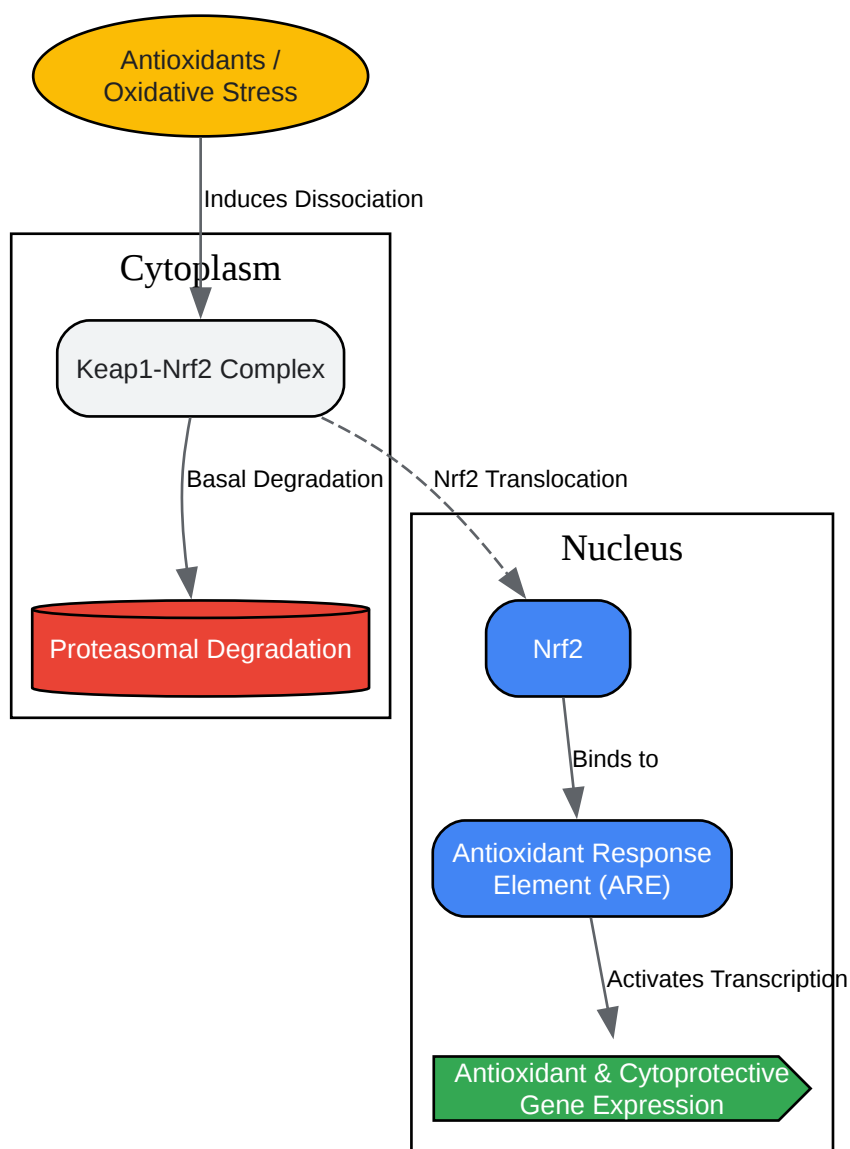 Antioxidants /
Oxidative Stress
Induces Dissociation
Cytoplasm
Keap1-Nrf2 Complex
Basal Degradation
Nrf2 Translocation
Proteasomal Degradation
Nucleus
Nrf2
Binds to
Antioxidant Response
Element (ARE)
Activates Transcription
Antioxidant & Cytoprotective
Gene Expression